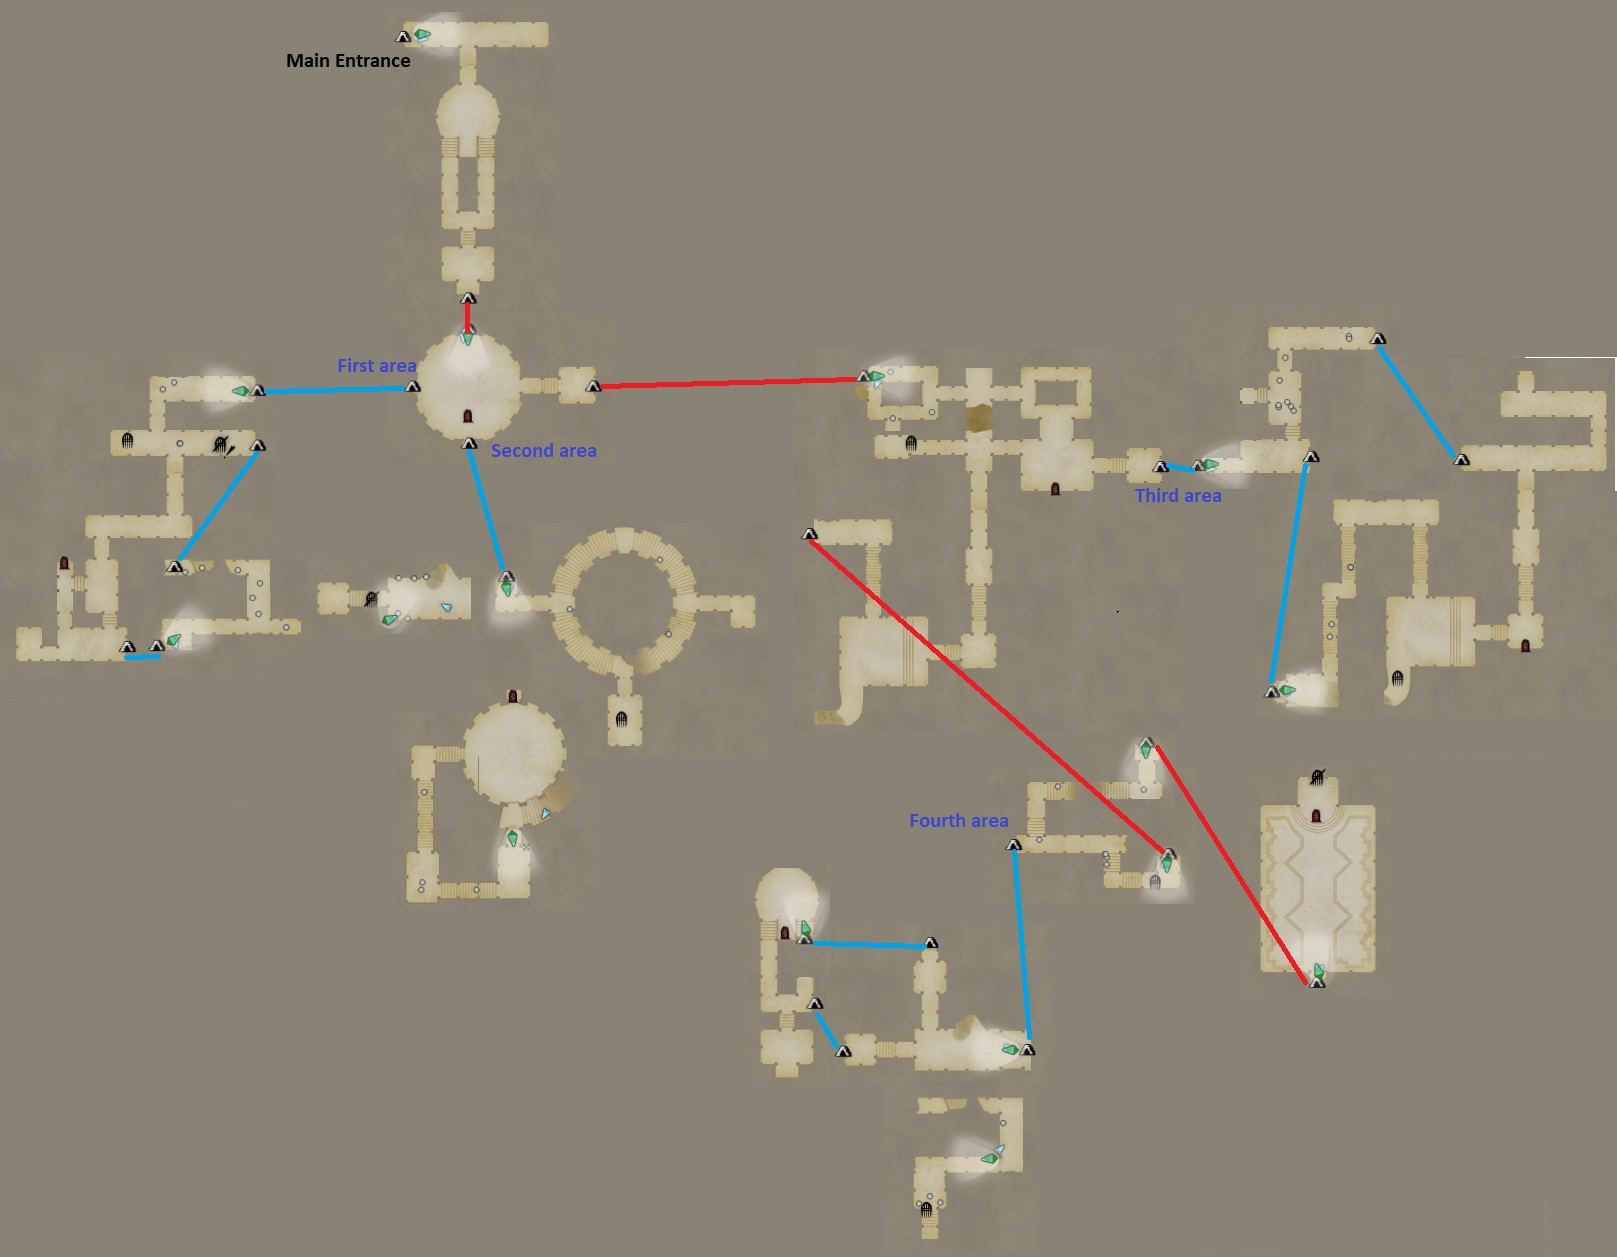 Main Entrance
First area
Second area
Third area
Fourth area